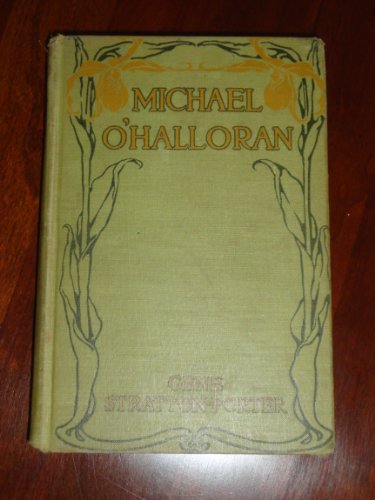 MICHAEL
O'HALLORAN
GENE
STRATTON-PORTER